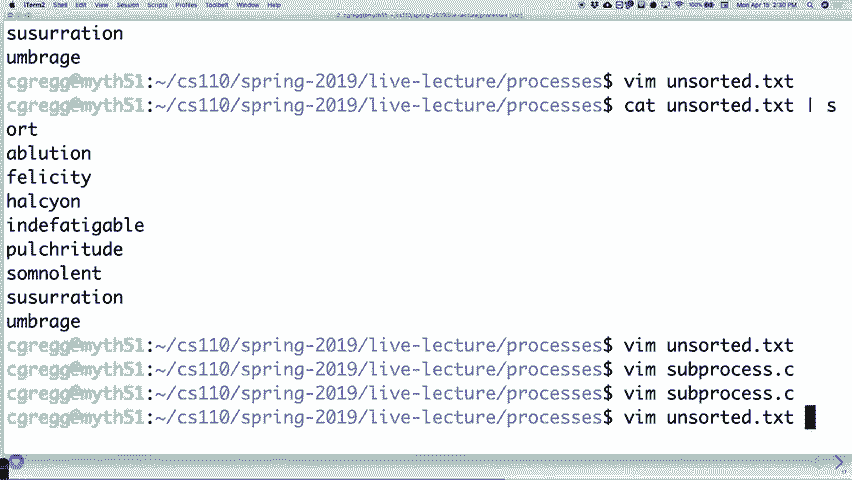 iTerm2 Shell Edit View Session Scripts Profiles Toolbelt Window Help 100% Mon Apr 15 2:30 PM
susurration
umbrage
cgregg@myth51:~/cs110/spring-2019/live-lecture/processes$ vim unsorted.txt
cgregg@myth51:~/cs110/spring-2019/live-lecture/processes$ cat unsorted.txt | s
ort
ablution
felicity
halcyon
indefatigable
pulchritude
somnolent
susurration
umbrage
cgregg@myth51:~/cs110/spring-2019/live-lecture/processes$ vim unsorted.txt
cgregg@myth51:~/cs110/spring-2019/live-lecture/processes$ vim subprocess.c
cgregg@myth51:~/cs110/spring-2019/live-lecture/processes$ vim subprocess.c
cgregg@myth51:~/cs110/spring-2019/live-lecture/processes$ vim unsorted.txt